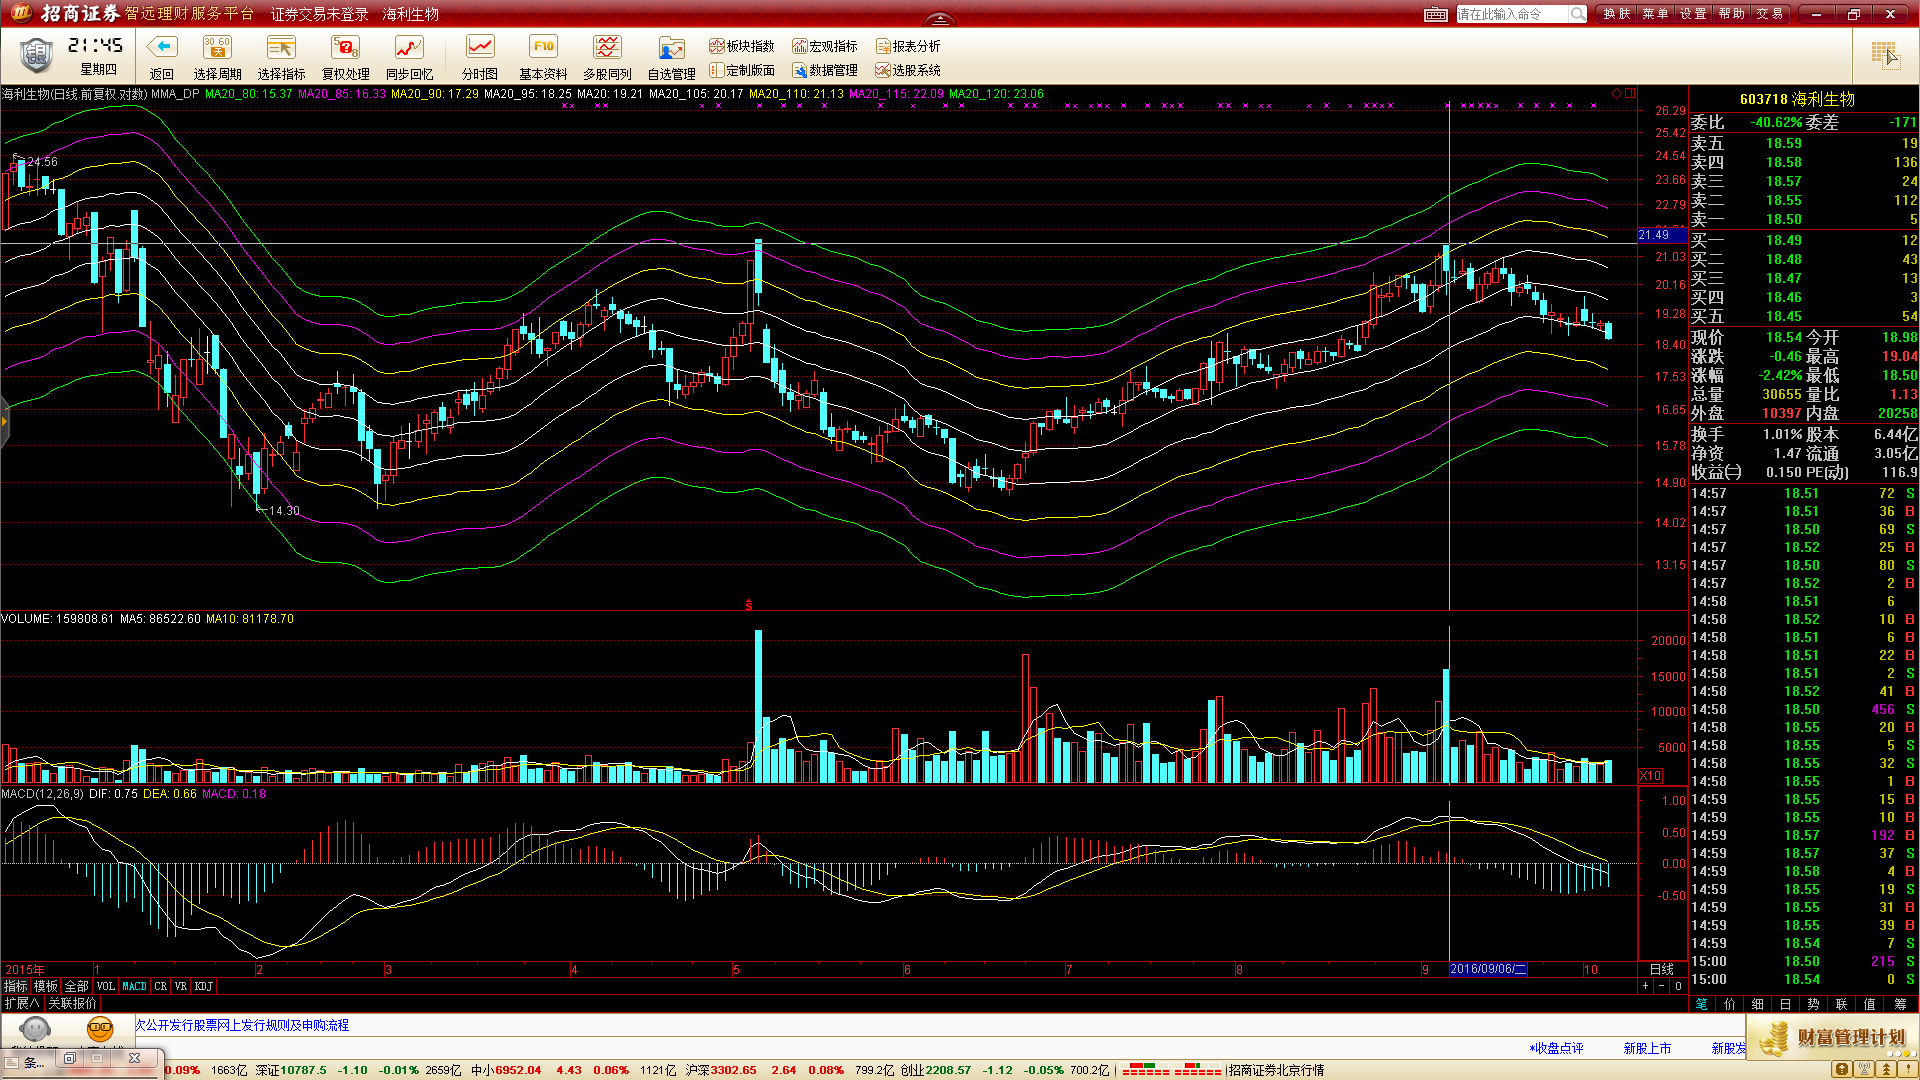 招商证券 智远理财服务平台 证券交易未登录 海利生物 请在此输入命令 换肤 菜单 设置 帮助 交易
21:45 星期四
返回 选择周期 选择指标 复权处理 同步回忆 分时图 基本资料 多股同列 自选管理
板块指数 宏观指标 报表分析
定制版面 数据管理 选股系统
海利生物(日线.前复权.对数) MMA_DP MA20_80: 15.37 MA20_85: 16.33 MA20_90: 17.29 MA20_95: 18.25 MA20: 19.21 MA20_105: 20.17 MA20_110: 21.13 MA20_115: 22.09 MA20_120: 23.06
24.56
14.30
26.29
25.42
24.54
23.66
22.79
21.49
21.03
20.16
19.28
18.40
17.53
16.65
15.78
14.90
14.02
13.15
VOLUME: 159808.61 MA5: 86522.60 MA10: 81178.70
20000
15000
10000
5000
X10
MACD(12,26,9) DIF: 0.75 DEA: 0.66 MACD: 0.18
1.00
0.50
0.00
-0.50
2015年 1 2 3 4 5 6 7 8 9 2016/09/06/二 10 日线
指标 模板 全部 VOL MACD CR VR KDJ + - 0
扩展∧ 关联报价
603718 海利生物
委比 -40.62% 委差 -171
卖五 18.59 19
卖四 18.58 136
卖三 18.57 24
卖二 18.55 112
卖一 18.50 5
买一 18.49 12
买二 18.48 43
买三 18.47 13
买四 18.46 3
买五 18.45 54
现价 18.54 今开 18.98
涨跌 -0.46 最高 19.04
涨幅 -2.42% 最低 18.50
总量 30655 量比 1.13
外盘 10397 内盘 20258
换手 1.01% 股本 6.44亿
净资 1.47 流通 3.05亿
收益㈡ 0.150 PE(动) 116.9
14:57 18.51 72 S
14:57 18.51 36 B
14:57 18.50 69 S
14:57 18.52 25 B
14:57 18.50 80 S
14:57 18.52 2 B
14:58 18.51 6
14:58 18.52 10 B
14:58 18.51 6 B
14:58 18.51 22 B
14:58 18.51 2 S
14:58 18.52 41 B
14:58 18.50 456 S
14:58 18.55 20 B
14:58 18.55 5 S
14:58 18.55 32 S
14:58 18.55 1 B
14:59 18.55 15 B
14:59 18.55 10 B
14:59 18.57 192 B
14:59 18.57 37 S
14:59 18.58 4 B
14:59 18.55 19 S
14:59 18.55 31 B
14:59 18.55 39 B
14:59 18.54 7 S
15:00 18.50 215 S
15:00 18.54 0 S
笔 价 细 日 势 联 值 筹
次公开发行股票网上发行规则及申购流程
*收盘点评 新股上市 新股发
财富管理计划
条...
0.09% 1663亿 深证10787.5 -1.10 -0.01% 2659亿 中小6952.04 4.43 0.06% 1121亿 沪深3302.65 2.64 0.08% 799.2亿 创业2208.57 -1.12 -0.05% 700.2亿 招商证券北京行情